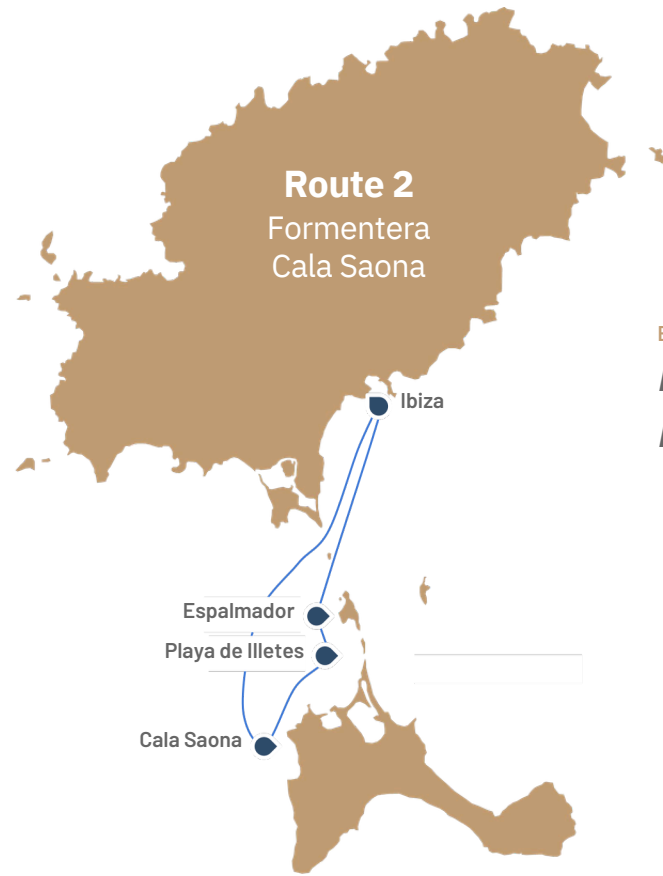 Route 2
Formentera
Cala Saona
Ibiza
Espalmador
Playa de Illetes
Cala Saona